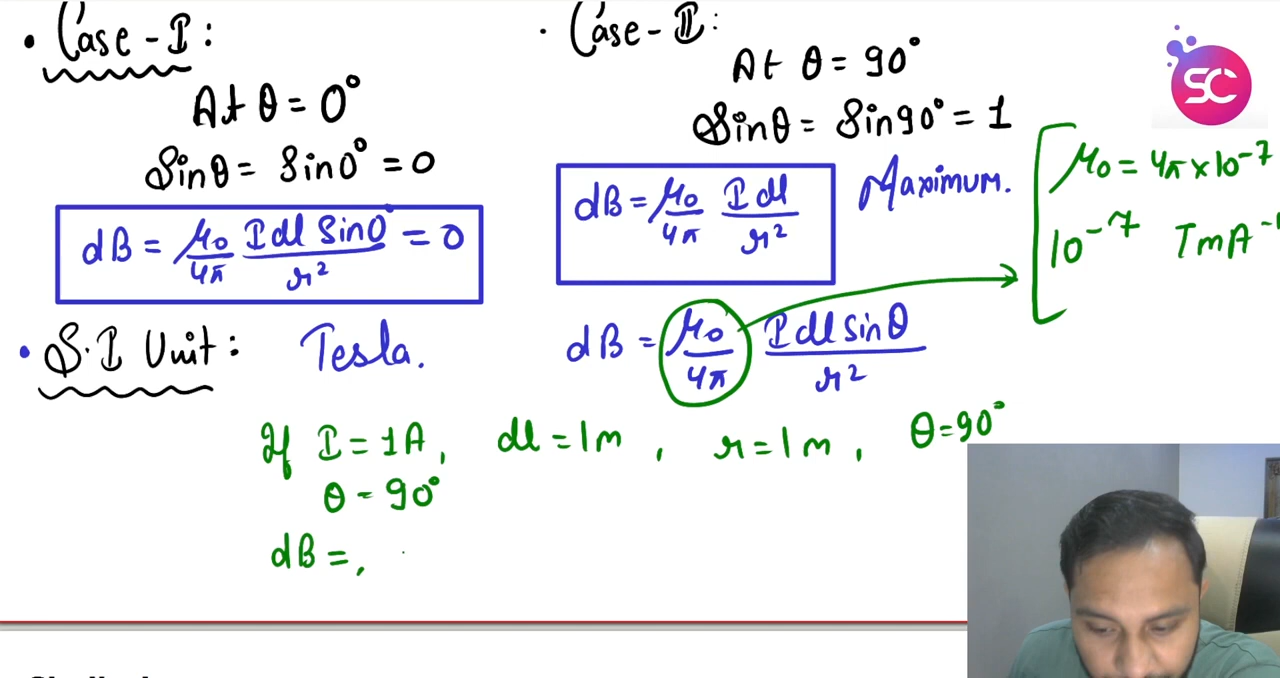 • Case-I:
At θ = 0°
Sinθ = Sin0° = 0
dB = μ₀/4π I dl Sin0°/r² = 0
• S.I Unit: Tesla.
· Case-II:
At θ = 90°
Sinθ = Sin90° = 1
dB = μ₀/4π I dl/r² Maximum.
dB = μ₀/4π I dl sinθ/r²
μ₀ = 4π×10⁻⁷
10⁻⁷ TmA⁻¹
If I = 1A, dl = 1m, r = 1m, θ = 90°
θ = 90°
dB = ,
SC